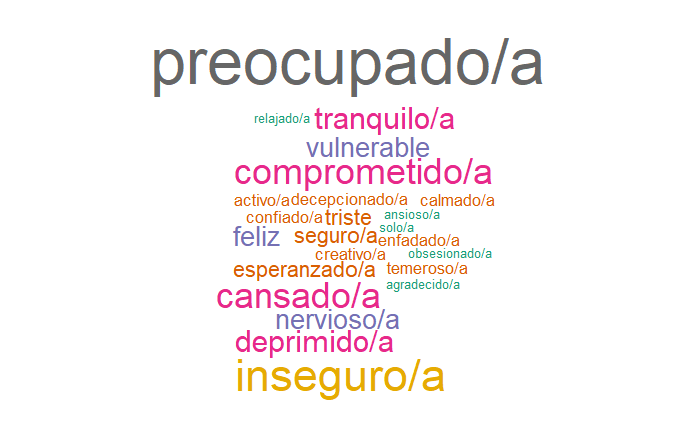 preocupado/a
relajado/a tranquilo/a
vulnerable
comprometido/a
activo/a decepcionado/a calmado/a
confiado/a triste ansioso/a
solo/a
feliz seguro/a enfadado/a
creativo/a obsesionado/a
esperanzado/a temeroso/a
agradecido/a
cansado/a
nervioso/a
deprimido/a
inseguro/a